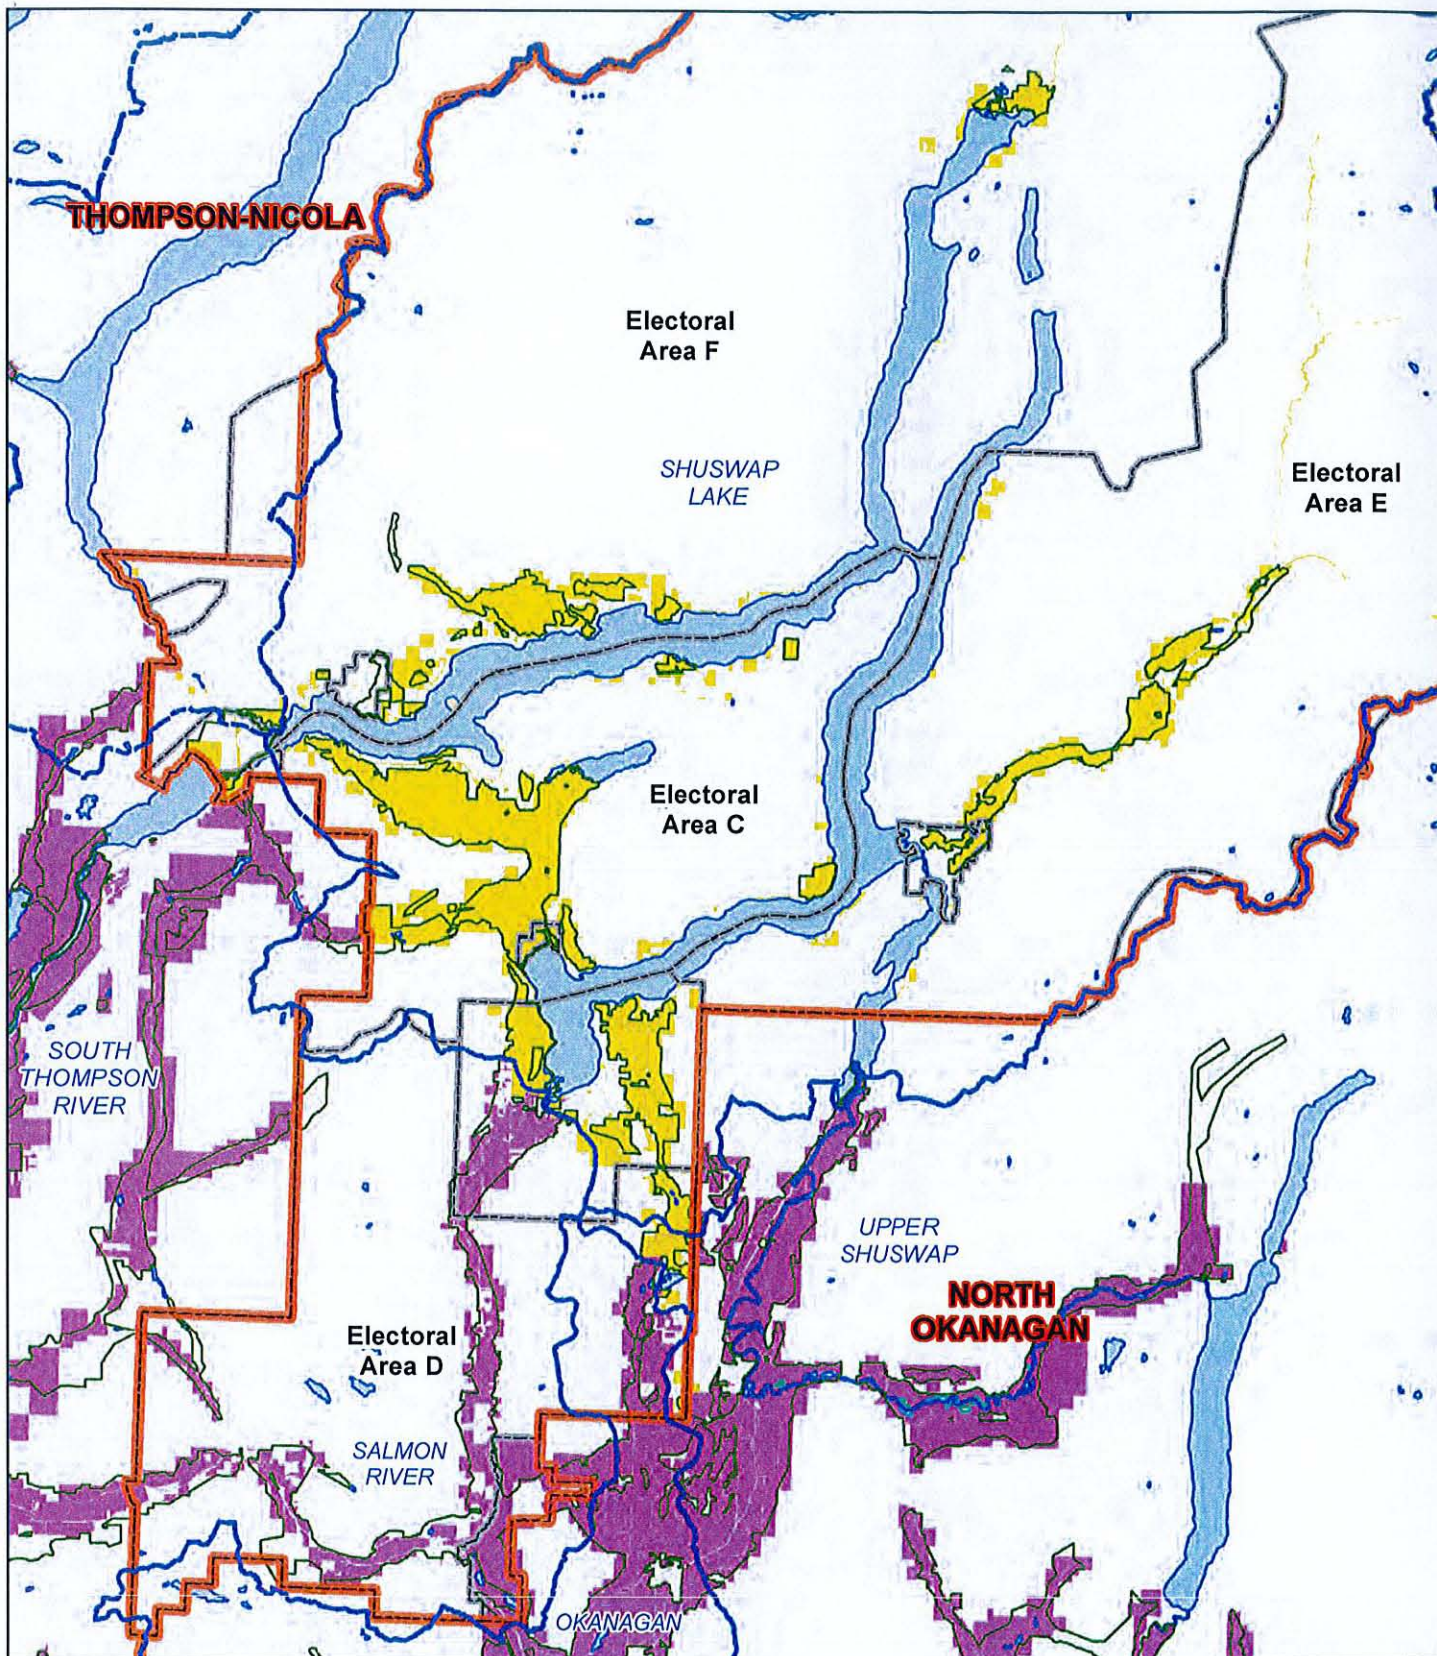 THOMPSON-NICOLA
Electoral
Area F
SHUSWAP
LAKE
Electoral
Area E
Electoral
Area C
SOUTH
THOMPSON
RIVER
UPPER
SHUSWAP
NORTH
OKANAGAN
Electoral
Area D
SALMON
RIVER
OKANAGAN